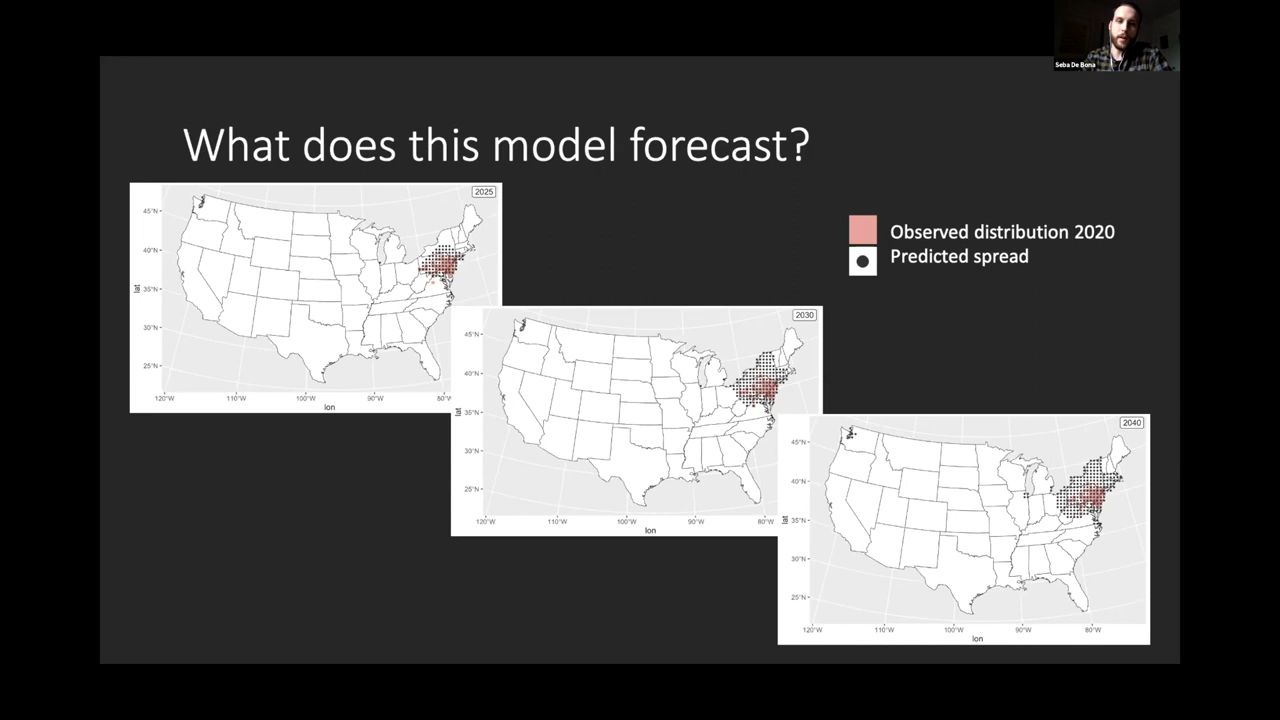 Seba De Bona
What does this model forecast?
Observed distribution 2020
Predicted spread
2025
45°N
40°N
35°N
30°N
25°N
lat
120°W
110°W
100°W
90°W
80°
lon
2030
45°N
40°N
35°N
30°N
25°N
lat
120°W
110°W
100°W
90°W
80°W
lon
2040
45°N
40°N
35°N
30°N
25°N
lat
120°W
110°W
100°W
90°W
80°W
lon